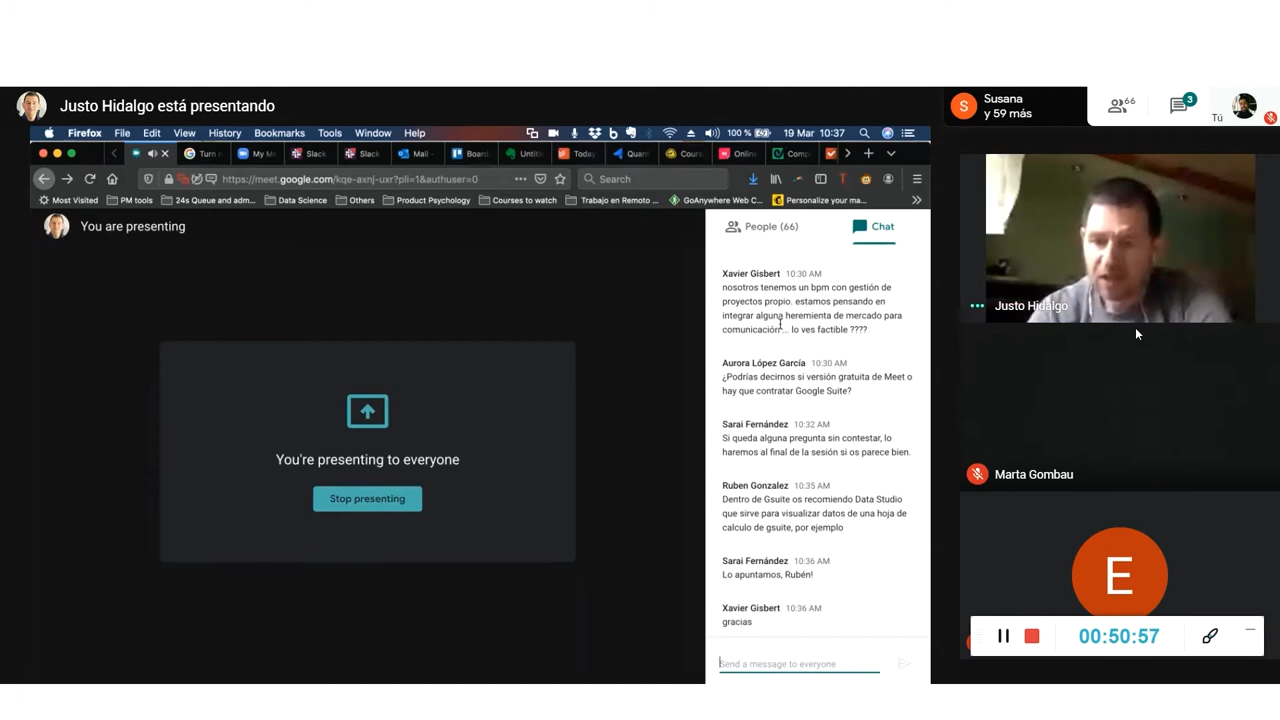 Justo Hidalgo está presentando
Susana
y 59 más
66
3
Tú
Firefox File Edit View History Bookmarks Tools Window Help
100 % 19 Mar 10:37
Turn
My M
Slack
Slack
Mail -
Board
Untitl
Today
Quan
Cours
Online
Comp
https://meet.google.com/kqe-axnj-uxr?pli=1&authuser=0
Search
Most Visited PM tools 24s Queue and adm... Data Science Others Product Psychology Courses to watch Trabajo en Remoto ... GoAnywhere Web C... Personalize your ma...
You are presenting
People (66)
Chat
Xavier Gisbert 10:30 AM
nosotros tenemos un bpm con gestión de
proyectos propio. estamos pensando en
integrar alguna heremienta de mercado para
comunicación... lo ves factible ????
Aurora López García 10:30 AM
¿Podrías decirnos si versión gratuita de Meet o
hay que contratar Google Suite?
Sarai Fernández 10:32 AM
Si queda alguna pregunta sin contestar, lo
haremos al final de la sesión si os parece bien.
Ruben Gonzalez 10:35 AM
Dentro de Gsuite os recomiendo Data Studio
que sirve para visualizar datos de una hoja de
calculo de gsuite, por ejemplo
Sarai Fernández 10:36 AM
Lo apuntamos, Rubén!
Xavier Gisbert 10:36 AM
gracias
Send a message to everyone
You're presenting to everyone
Stop presenting
Justo Hidalgo
Marta Gombau
E
00:50:57